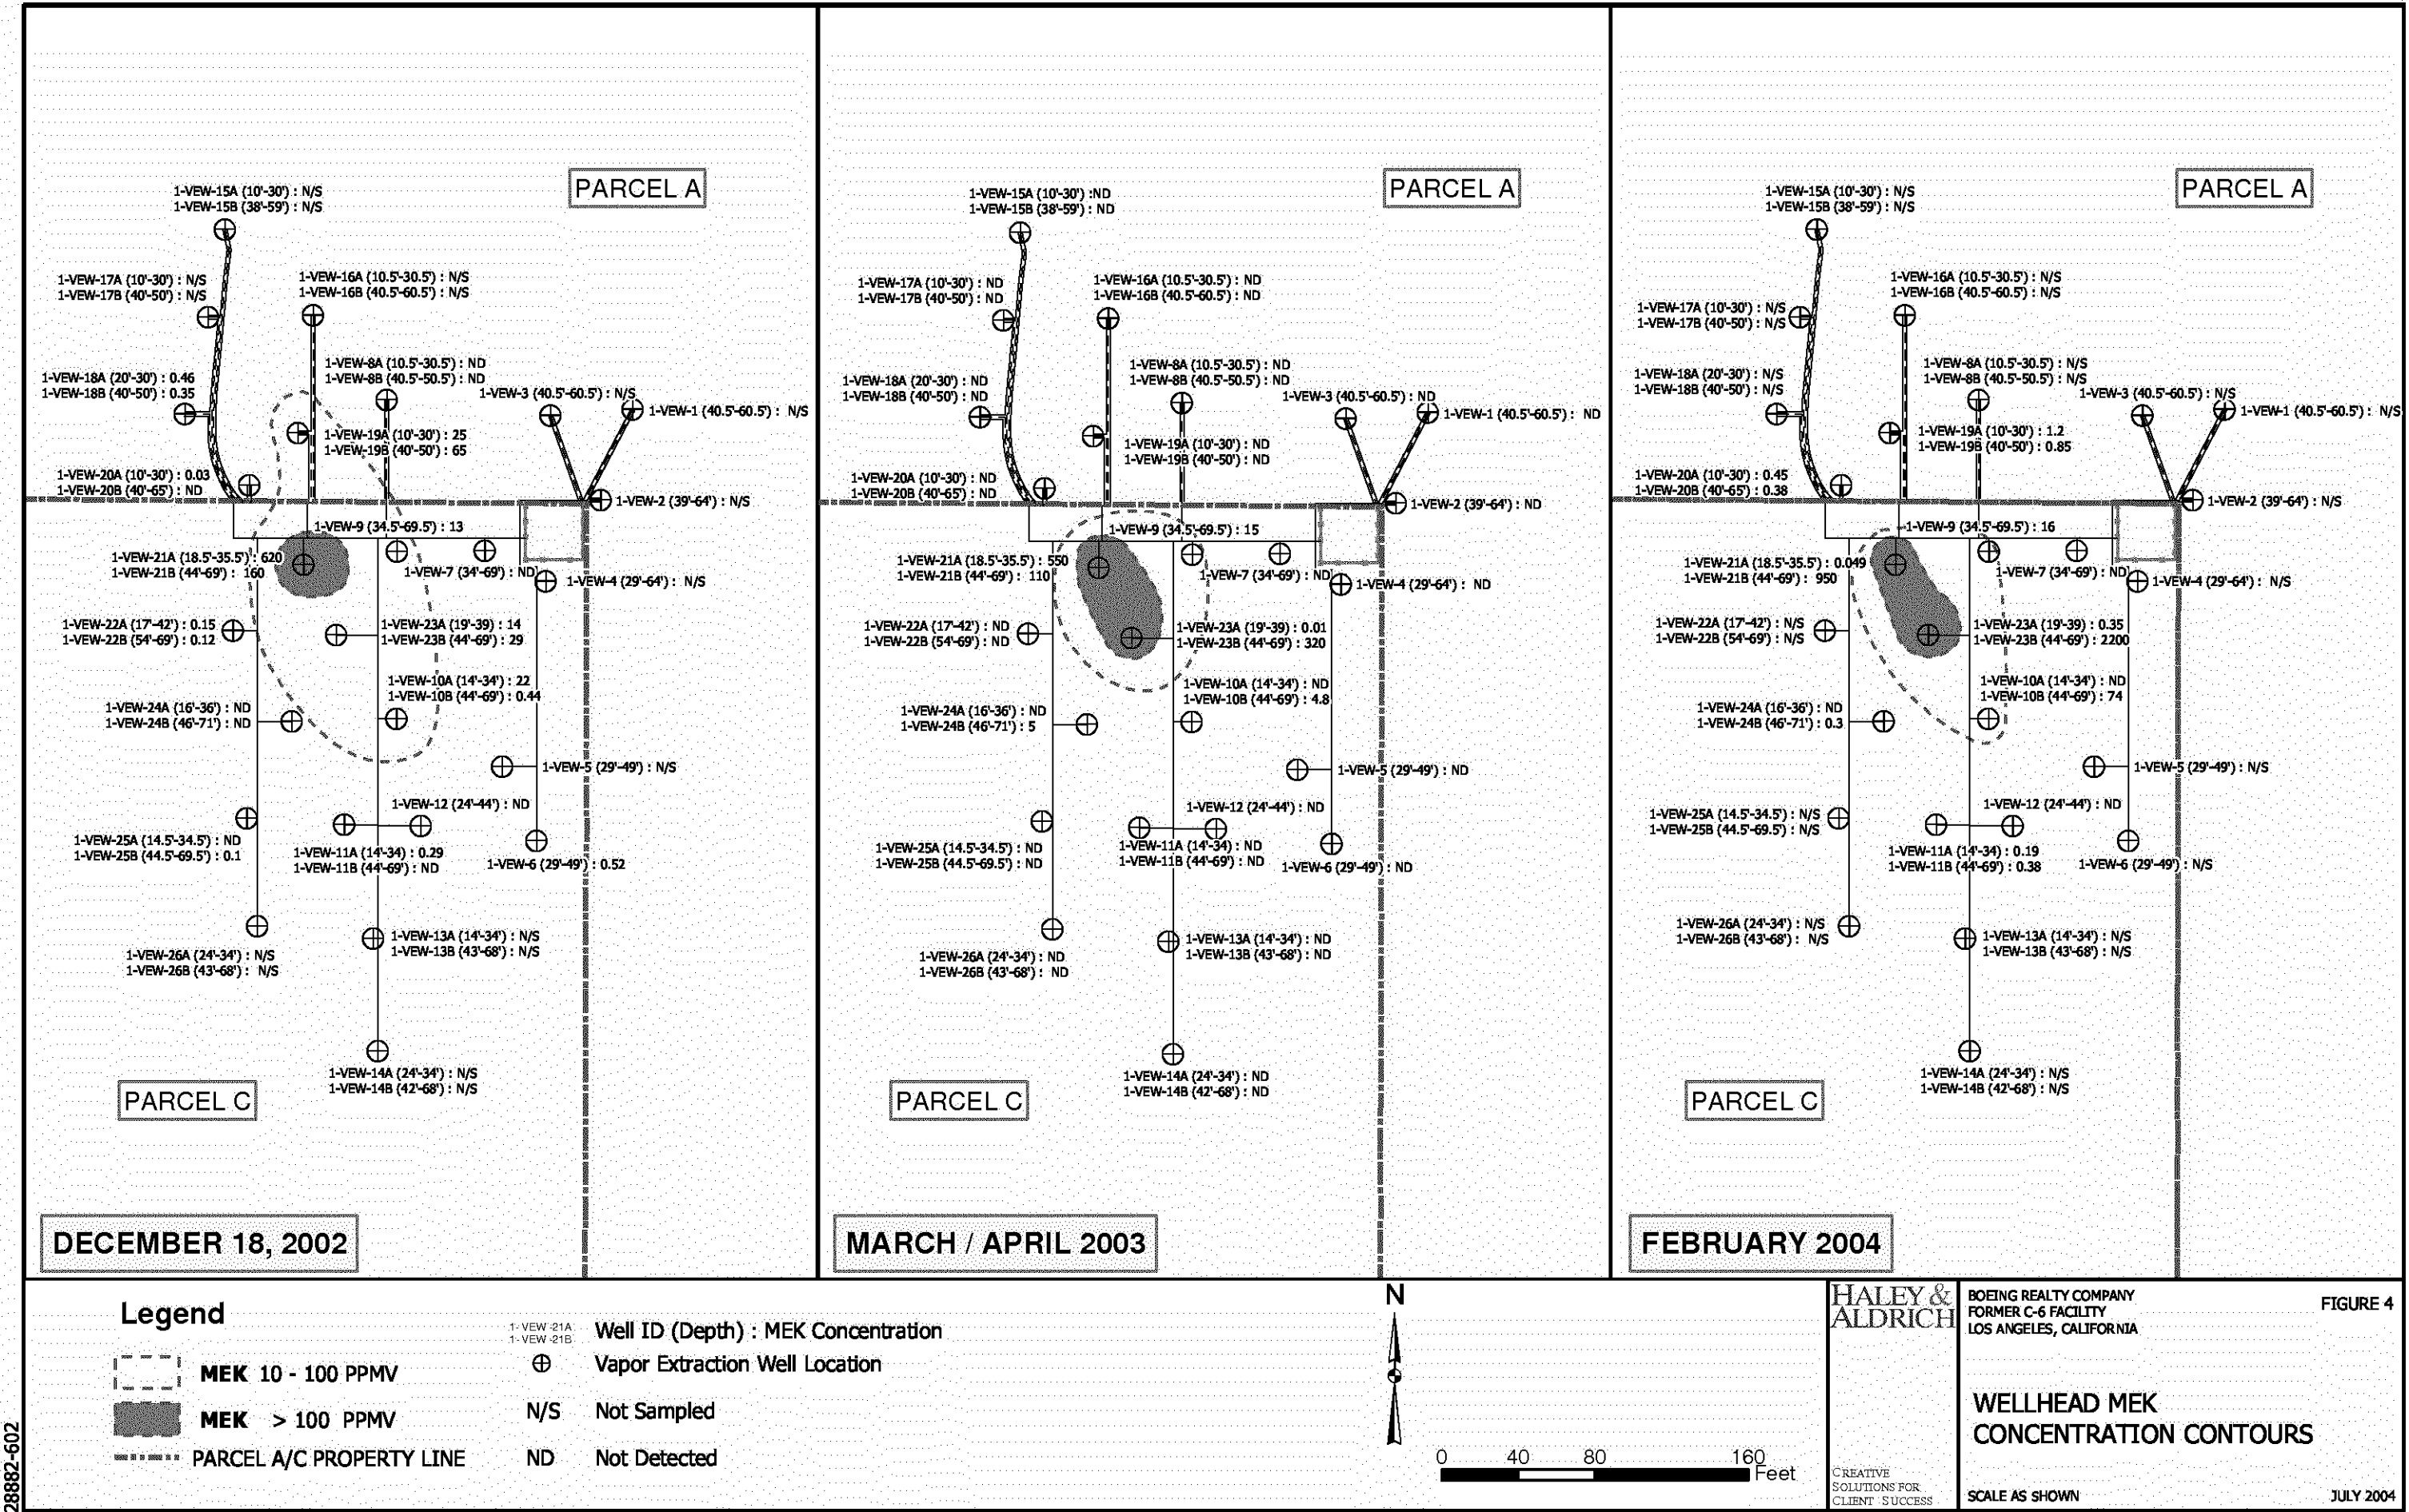 PARCEL A
1-VEW-15A (10'-30') : N/S
1-VEW-15B (38'-59') : N/S
1-VEW-17A (10'-30') : N/S
1-VEW-17B (40'-50') : N/S
1-VEW-16A (10.5'-30.5') : N/S
1-VEW-16B (40.5'-60.5') : N/S
1-VEW-8A (10.5'-30.5') : ND
1-VEW-8B (40.5'-50.5') : ND
1-VEW-18A (20'-30') : 0.46
1-VEW-18B (40'-50') : 0.35
1-VEW-3 (40.5'-60.5') : N/S
1-VEW-1 (40.5'-60.5') : N/S
1-VEW-19A (10'-30') : 25
1-VEW-19B (40'-50') : 65
1-VEW-20A (10'-30') : 0.03
1-VEW-20B (40'-65') : ND
1-VEW-2 (39'-64') : N/S
1-VEW-9 (34.5'-69.5') : 13
1-VEW-21A (18.5'-35.5') : 620
1-VEW-21B (44'-69') : 160
1-VEW-7 (34'-69') : ND
1-VEW-4 (29'-64') : N/S
1-VEW-22A (17'-42') : 0.15
1-VEW-22B (54'-69') : 0.12
1-VEW-23A (19'-39) : 14
1-VEW-23B (44'-69) : 29
1-VEW-10A (14'-34') : 22
1-VEW-10B (44'-69') : 0.44
1-VEW-24A (16'-36') : ND
1-VEW-24B (46'-71') : ND
1-VEW-5 (29'-49') : N/S
1-VEW-12 (24'-44') : ND
1-VEW-25A (14.5'-34.5') : ND
1-VEW-25B (44.5'-69.5') : 0.1
1-VEW-11A (14'-34) : 0.29
1-VEW-11B (44'-69') : ND
1-VEW-6 (29'-49') : 0.52
1-VEW-13A (14'-34') : N/S
1-VEW-13B (43'-68') : N/S
1-VEW-26A (24'-34') : N/S
1-VEW-26B (43'-68') : N/S
1-VEW-14A (24'-34') : N/S
1-VEW-14B (42'-68') : N/S
PARCEL C
DECEMBER 18, 2002
PARCEL A
1-VEW-15A (10'-30') :ND
1-VEW-15B (38'-59') : ND
1-VEW-17A (10'-30') : ND
1-VEW-17B (40'-50') : ND
1-VEW-16A (10.5'-30.5') : ND
1-VEW-16B (40.5'-60.5') : ND
1-VEW-8A (10.5'-30.5') : ND
1-VEW-8B (40.5'-50.5') : ND
1-VEW-18A (20'-30') : ND
1-VEW-18B (40'-50') : ND
1-VEW-3 (40.5'-60.5') : ND
1-VEW-1 (40.5'-60.5') : ND
1-VEW-19A (10'-30') : ND
1-VEW-19B (40'-50') : ND
1-VEW-20A (10'-30') : ND
1-VEW-20B (40'-65') : ND
1-VEW-2 (39'-64') : ND
1-VEW-9 (34.5'-69.5') : 15
1-VEW-21A (18.5'-35.5') : 550
1-VEW-21B (44'-69') : 110
1-VEW-7 (34'-69') : ND
1-VEW-4 (29'-64') : ND
1-VEW-22A (17'-42') : ND
1-VEW-22B (54'-69') : ND
1-VEW-23A (19'-39) : 0.01
1-VEW-23B (44'-69) : 320
1-VEW-10A (14'-34') : ND
1-VEW-10B (44'-69') : 4.8
1-VEW-24A (16'-36') : ND
1-VEW-24B (46'-71') : 5
1-VEW-5 (29'-49') : ND
1-VEW-12 (24'-44') : ND
1-VEW-25A (14.5'-34.5') : ND
1-VEW-25B (44.5'-69.5') : ND
1-VEW-11A (14'-34) : ND
1-VEW-11B (44'-69') : ND
1-VEW-6 (29'-49') : ND
1-VEW-13A (14'-34') : ND
1-VEW-13B (43'-68') : ND
1-VEW-26A (24'-34') : ND
1-VEW-26B (43'-68') : ND
1-VEW-14A (24'-34') : ND
1-VEW-14B (42'-68') : ND
PARCEL C
MARCH / APRIL 2003
PARCEL A
1-VEW-15A (10'-30') : N/S
1-VEW-15B (38'-59') : N/S
1-VEW-16A (10.5'-30.5') : N/S
1-VEW-16B (40.5'-60.5') : N/S
1-VEW-17A (10'-30') : N/S
1-VEW-17B (40'-50') : N/S
1-VEW-8A (10.5'-30.5') : N/S
1-VEW-8B (40.5'-50.5') : N/S
1-VEW-18A (20'-30') : N/S
1-VEW-18B (40'-50') : N/S
1-VEW-3 (40.5'-60.5') : N/S
1-VEW-1 (40.5'-60.5') : N/S
1-VEW-19A (10'-30') : 1.2
1-VEW-19B (40'-50') : 0.85
1-VEW-20A (10'-30') : 0.45
1-VEW-20B (40'-65') : 0.38
1-VEW-2 (39'-64') : N/S
1-VEW-9 (34.5'-69.5') : 16
1-VEW-21A (18.5'-35.5') : 0.049
1-VEW-21B (44'-69') : 950
1-VEW-7 (34'-69') : ND
1-VEW-4 (29'-64') : N/S
1-VEW-22A (17'-42') : N/S
1-VEW-22B (54'-69') : N/S
1-VEW-23A (19'-39) : 0.35
1-VEW-23B (44'-69) : 2200
1-VEW-10A (14'-34') : ND
1-VEW-10B (44'-69') : 74
1-VEW-24A (16'-36') : ND
1-VEW-24B (46'-71') : 0.3
1-VEW-5 (29'-49') : N/S
1-VEW-12 (24'-44') : ND
1-VEW-25A (14.5'-34.5') : N/S
1-VEW-25B (44.5'-69.5') : N/S
1-VEW-11A (14'-34) : 0.19
1-VEW-11B (44'-69') : 0.38
1-VEW-6 (29'-49') : N/S
1-VEW-26A (24'-34') : N/S
1-VEW-26B (43'-68') : N/S
1-VEW-13A (14'-34') : N/S
1-VEW-13B (43'-68') : N/S
1-VEW-14A (24'-34') : N/S
1-VEW-14B (42'-68') : N/S
PARCEL C
FEBRUARY 2004
Legend
MEK 10 - 100 PPMV
MEK > 100 PPMV
PARCEL A/C PROPERTY LINE
1- VEW -21A
1- VEW -21B
Well ID (Depth) : MEK Concentration
Vapor Extraction Well Location
N/S Not Sampled
ND Not Detected
N
0 40 80 160
Feet
HALEY &
ALDRICH
CREATIVE
SOLUTIONS FOR
CLIENT SUCCESS
BOEING REALTY COMPANY
FORMER C-6 FACILITY
LOS ANGELES, CALIFORNIA
FIGURE 4
WELLHEAD MEK
CONCENTRATION CONTOURS
SCALE AS SHOWN
JULY 2004
28882-602